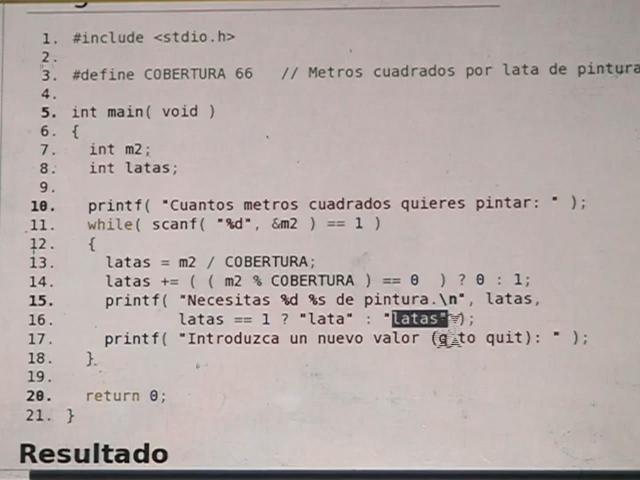 1. #include <stdio.h>
2.
3. #define COBERTURA 66 // Metros cuadrados por lata de pintura
4.
5. int main( void )
6. {
7. int m2;
8. int latas;
9.
10. printf( "Cuantos metros cuadrados quieres pintar: " );
11. while( scanf( "%d", &m2 ) == 1 )
12. {
13. latas = m2 / COBERTURA;
14. latas += ( ( m2 % COBERTURA ) == 0 ) ? 0 : 1;
15. printf( "Necesitas %d %s de pintura.\n", latas,
16. latas == 1 ? "lata" : "latas" );
17. printf( "Introduzca un nuevo valor (q to quit): " );
18. }
19.
20. return 0;
21. }
Resultado